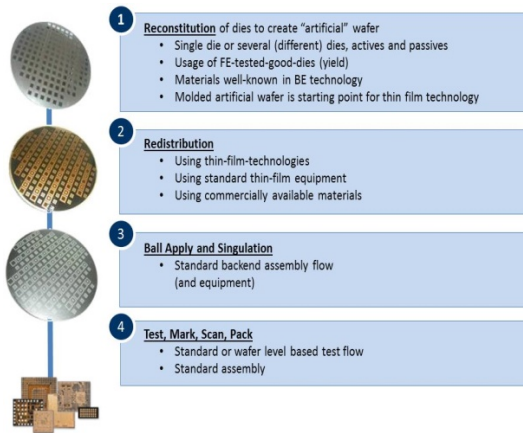 1
Reconstitution of dies to create “artificial” wafer
• Single die or several (different) dies, actives and passives
• Usage of FE-tested-good-dies (yield)
• Materials well-known in BE technology
• Molded artificial wafer is starting point for thin film technology
2
Redistribution
• Using thin-film-technologies
• Using standard thin-film equipment
• Using commercially available materials
3
Ball Apply and Singulation
• Standard backend assembly flow
(and equipment)
4
Test, Mark, Scan, Pack
• Standard or wafer level based test flow
• Standard assembly